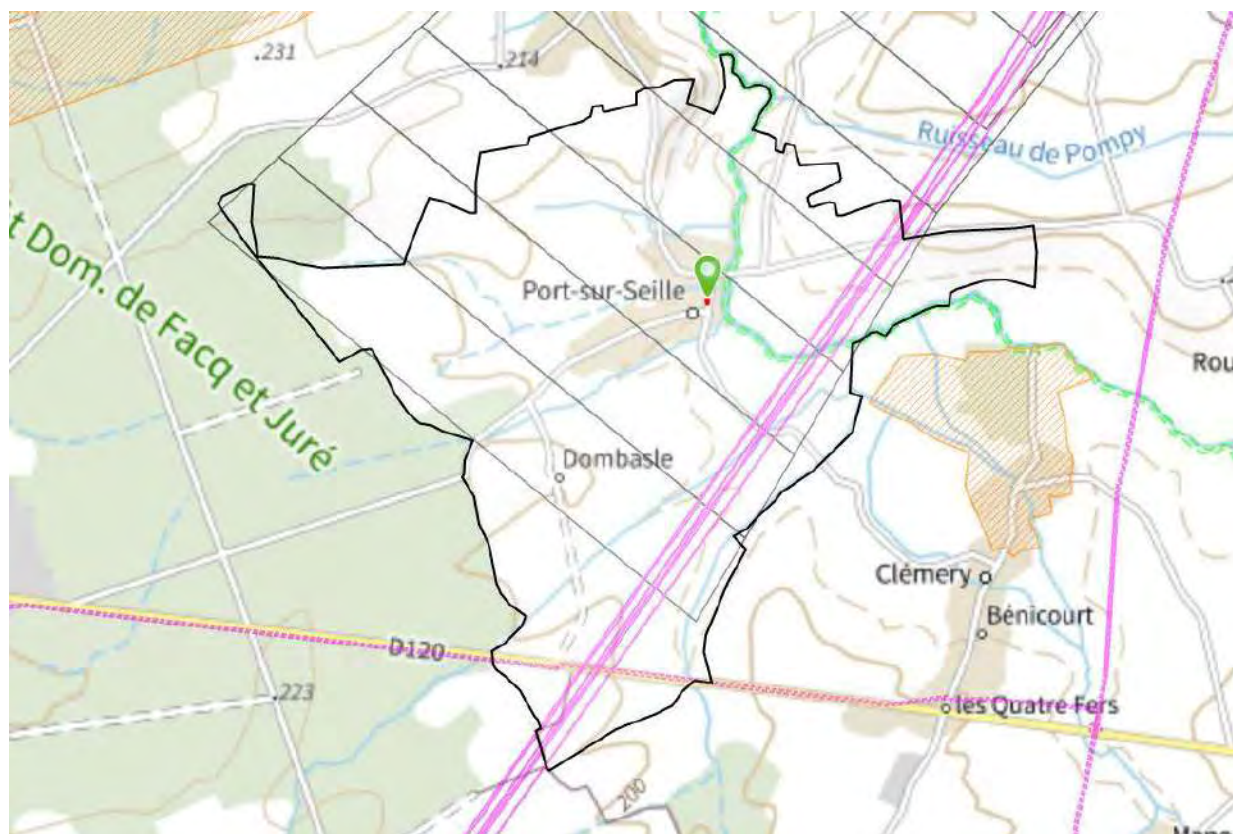 .231
.214
Ruisseau de Pompy
t Dom. de Facq et Juré
Port-sur-Seille
Rou
Dombasle
Clémery
Bénicourt
D120
.223
les Quatre Fers
200